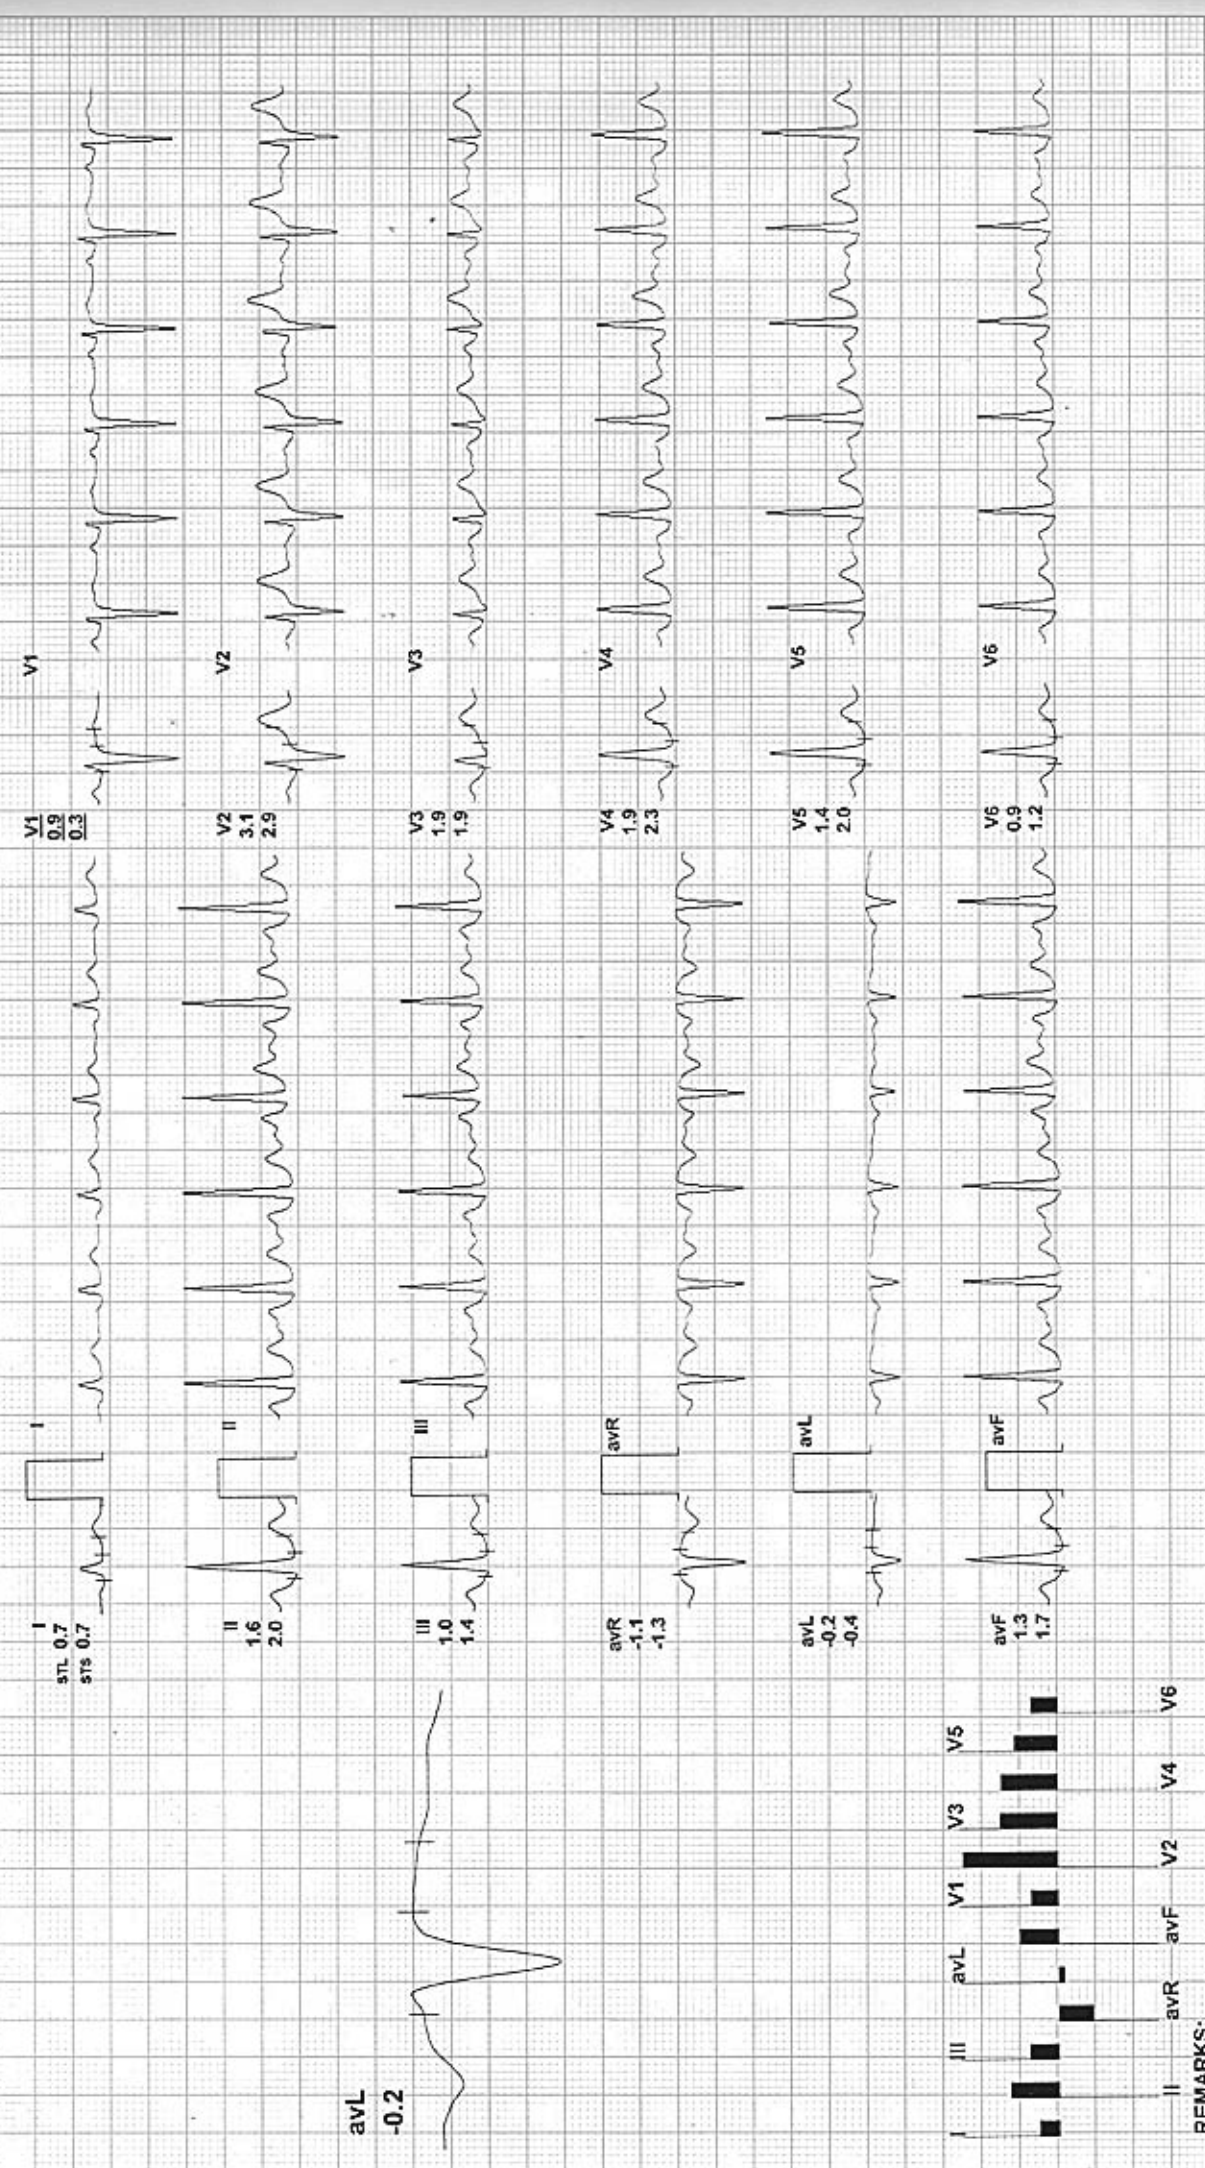 avL
-0.2
I III avL V1 V3 V5
II avR avF V2 V4 V6
REMARKS:
I
STL 0.7
STS 0.7
I
II
1.6
2.0
II
III
1.0
1.4
III
avR
-1.1
-1.3
avR
avL
-0.2
-0.4
avL
avF
1.3
1.7
avF
V1
0.9
0.3
V1
V2
3.1
2.9
V2
V3
1.9
1.9
V3
V4
1.9
2.3
V4
V5
1.4
2.0
V5
V6
0.9
1.2
V6